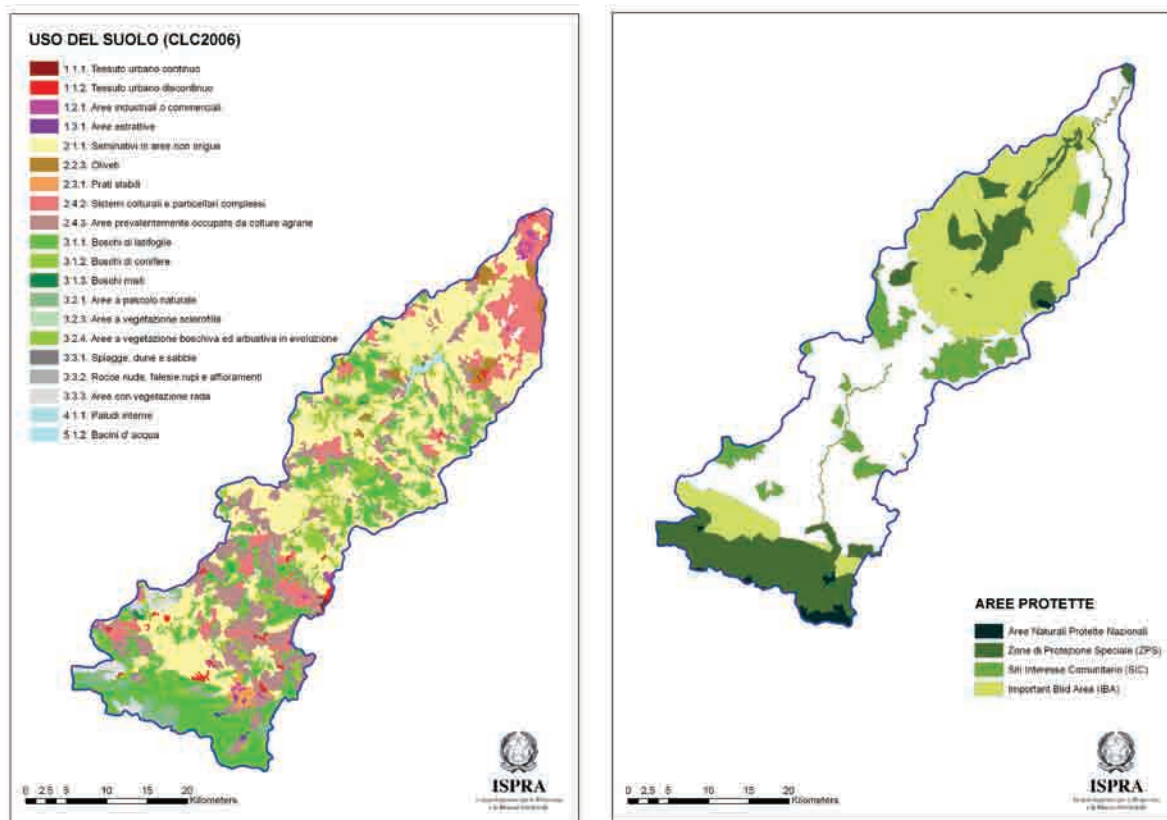 USO DEL SUOLO (CLC2006)
1.1.1. Tessuto urbano continuo
1.1.2. Tessuto urbano discontinuo
1.2.1. Aree industriali o commerciali
1.3.1. Aree estrattive
2.1.1. Seminativi in aree non irrigue
2.2.3. Oliveti
2.3.1. Prati stabili
2.4.2. Sistemi colturali e particellari complessi
2.4.3. Aree prevalentemente occupate da colture agrarie
3.1.1. Boschi di latifoglie
3.1.2. Boschi di conifere
3.1.3. Boschi misti
3.2.1. Aree a pascolo naturale
3.2.3. Aree a vegetazione sclerofilla
3.2.4. Aree a vegetazione boschiva ed arbustiva in evoluzione
3.3.1. Spiagge, dune e sabbie
3.3.2. Rocce nude, falesie rupi e affioramenti
3.3.3. Aree con vegetazione rada
4.1.1. Paludi interne
5.1.2. Bacini d' acqua
0 2.5 5 10 15 20
Kilometers
ISPRA
AREE PROTETTE
Aree Naturali Protette Nazionali
Zone di Protezione Speciale (ZPS)
Siti Interesse Comunitario (SIC)
Important Bird Area (IBA)
0 2.5 5 10 15 20
Kilometers
ISPRA